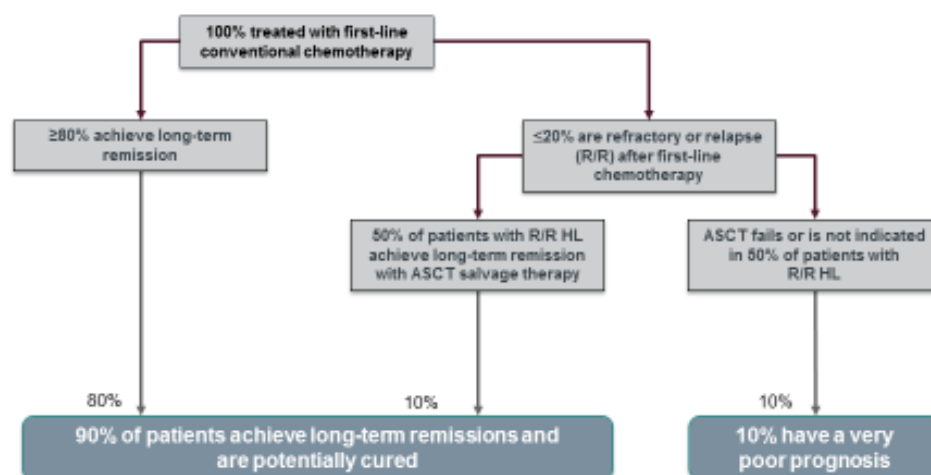 100% treated with first-line
conventional chemotherapy
≥80% achieve long-term
remission
≤20% are refractory or relapse
(R/R) after first-line
chemotherapy
50% of patients with R/R HL
achieve long-term remission
with ASCT salvage therapy
ASCT fails or is not indicated
in 50% of patients with
R/R HL
80%
10%
10%
90% of patients achieve long-term remissions and
are potentially cured
10% have a very
poor prognosis